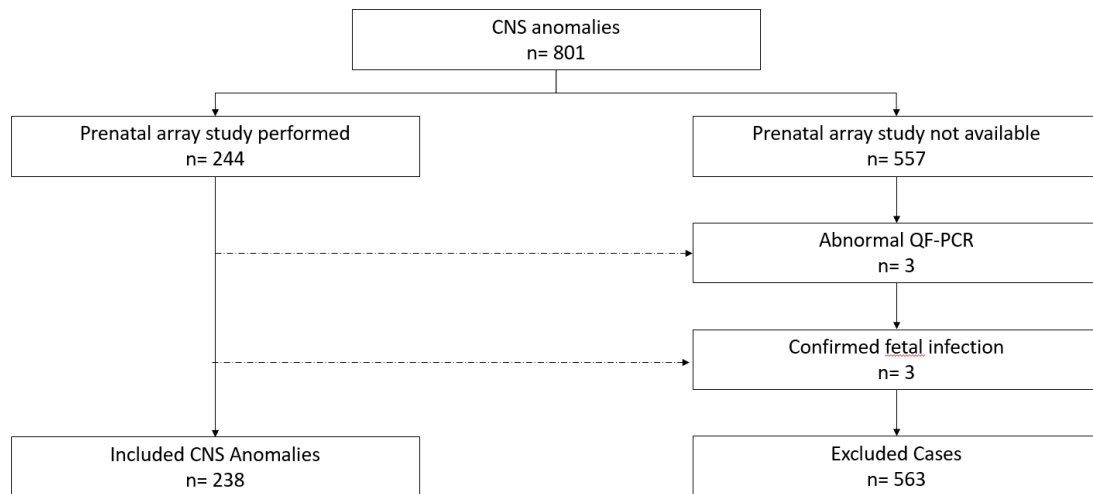 CNS anomalies
n= 801
Prenatal array study performed
n= 244
Prenatal array study not available
n= 557
Abnormal QF-PCR
n= 3
Confirmed fetal infection
n= 3
Included CNS Anomalies
n= 238
Excluded Cases
n= 563